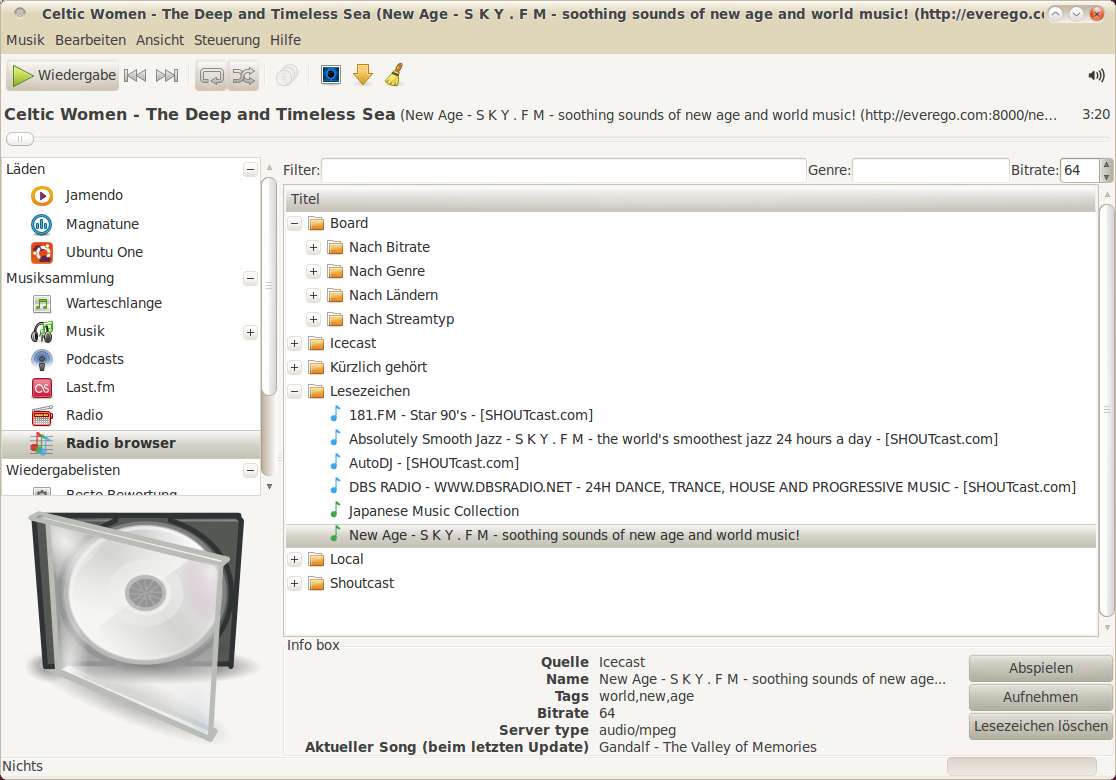 Celtic Women - The Deep and Timeless Sea (New Age - S K Y . F M - soothing sounds of new age and world music! (http://everego.co
Musik Bearbeiten Ansicht Steuerung Hilfe
Wiedergabe
Celtic Women - The Deep and Timeless Sea (New Age - S K Y . F M - soothing sounds of new age and world music! (http://everego.com:8000/ne... 3:20
Läden
Jamendo
Magnatune
Ubuntu One
Musiksammlung
Warteschlange
Musik
Podcasts
Last.fm
Radio
Radio browser
Wiedergabelisten
Beste Bewertung
Filter: Genre: Bitrate: 64
Titel
Board
Nach Bitrate
Nach Genre
Nach Ländern
Nach Streamtyp
Icecast
Kürzlich gehört
Lesezeichen
181.FM - Star 90's - [SHOUTcast.com]
Absolutely Smooth Jazz - S K Y . F M - the world's smoothest jazz 24 hours a day - [SHOUTcast.com]
AutoDJ - [SHOUTcast.com]
DBS RADIO - WWW.DBSRADIO.NET - 24H DANCE, TRANCE, HOUSE AND PROGRESSIVE MUSIC - [SHOUTcast.com]
Japanese Music Collection
New Age - S K Y . F M - soothing sounds of new age and world music!
Local
Shoutcast
Info box
Quelle Icecast
Name New Age - S K Y . F M - soothing sounds of new age...
Tags world,new,age
Bitrate 64
Server type audio/mpeg
Aktueller Song (beim letzten Update) Gandalf - The Valley of Memories
Abspielen
Aufnehmen
Lesezeichen löschen
Nichts